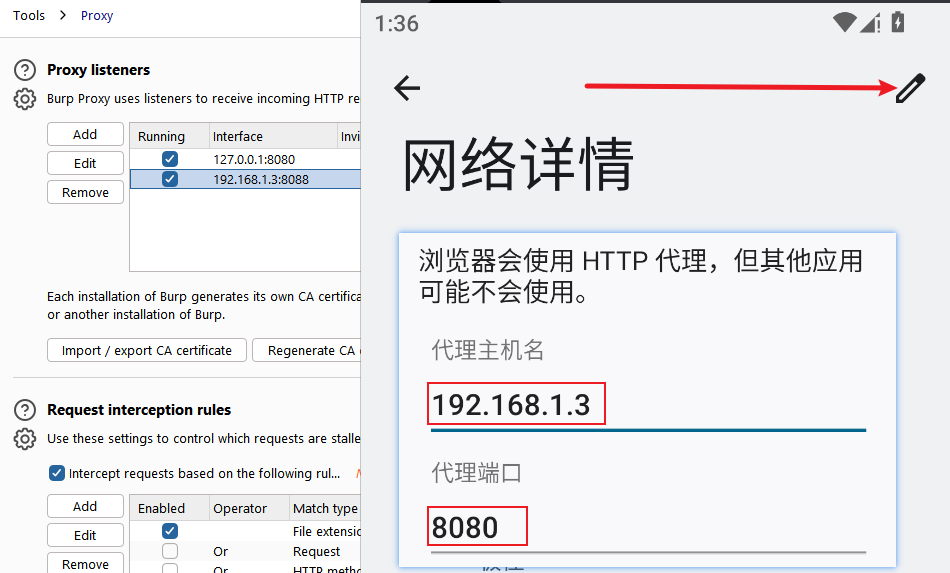 Tools > Proxy
Proxy listeners
Burp Proxy uses listeners to receive incoming HTTP re
Add
Edit
Remove
Running Interface Invi
127.0.0.1:8080
192.168.1.3:8088
Each installation of Burp generates its own CA certifica
or another installation of Burp.
Import / export CA certificate
Regenerate CA
Request interception rules
Use these settings to control which requests are stalle
Intercept requests based on the following rul...
Add
Edit
Remove
Enabled Operator Match type
File extensio
Or Request
Or HTTP metho
1:36
网络详情
浏览器会使用 HTTP 代理，但其他应用
可能不会使用。
代理主机名
192.168.1.3
代理端口
8080